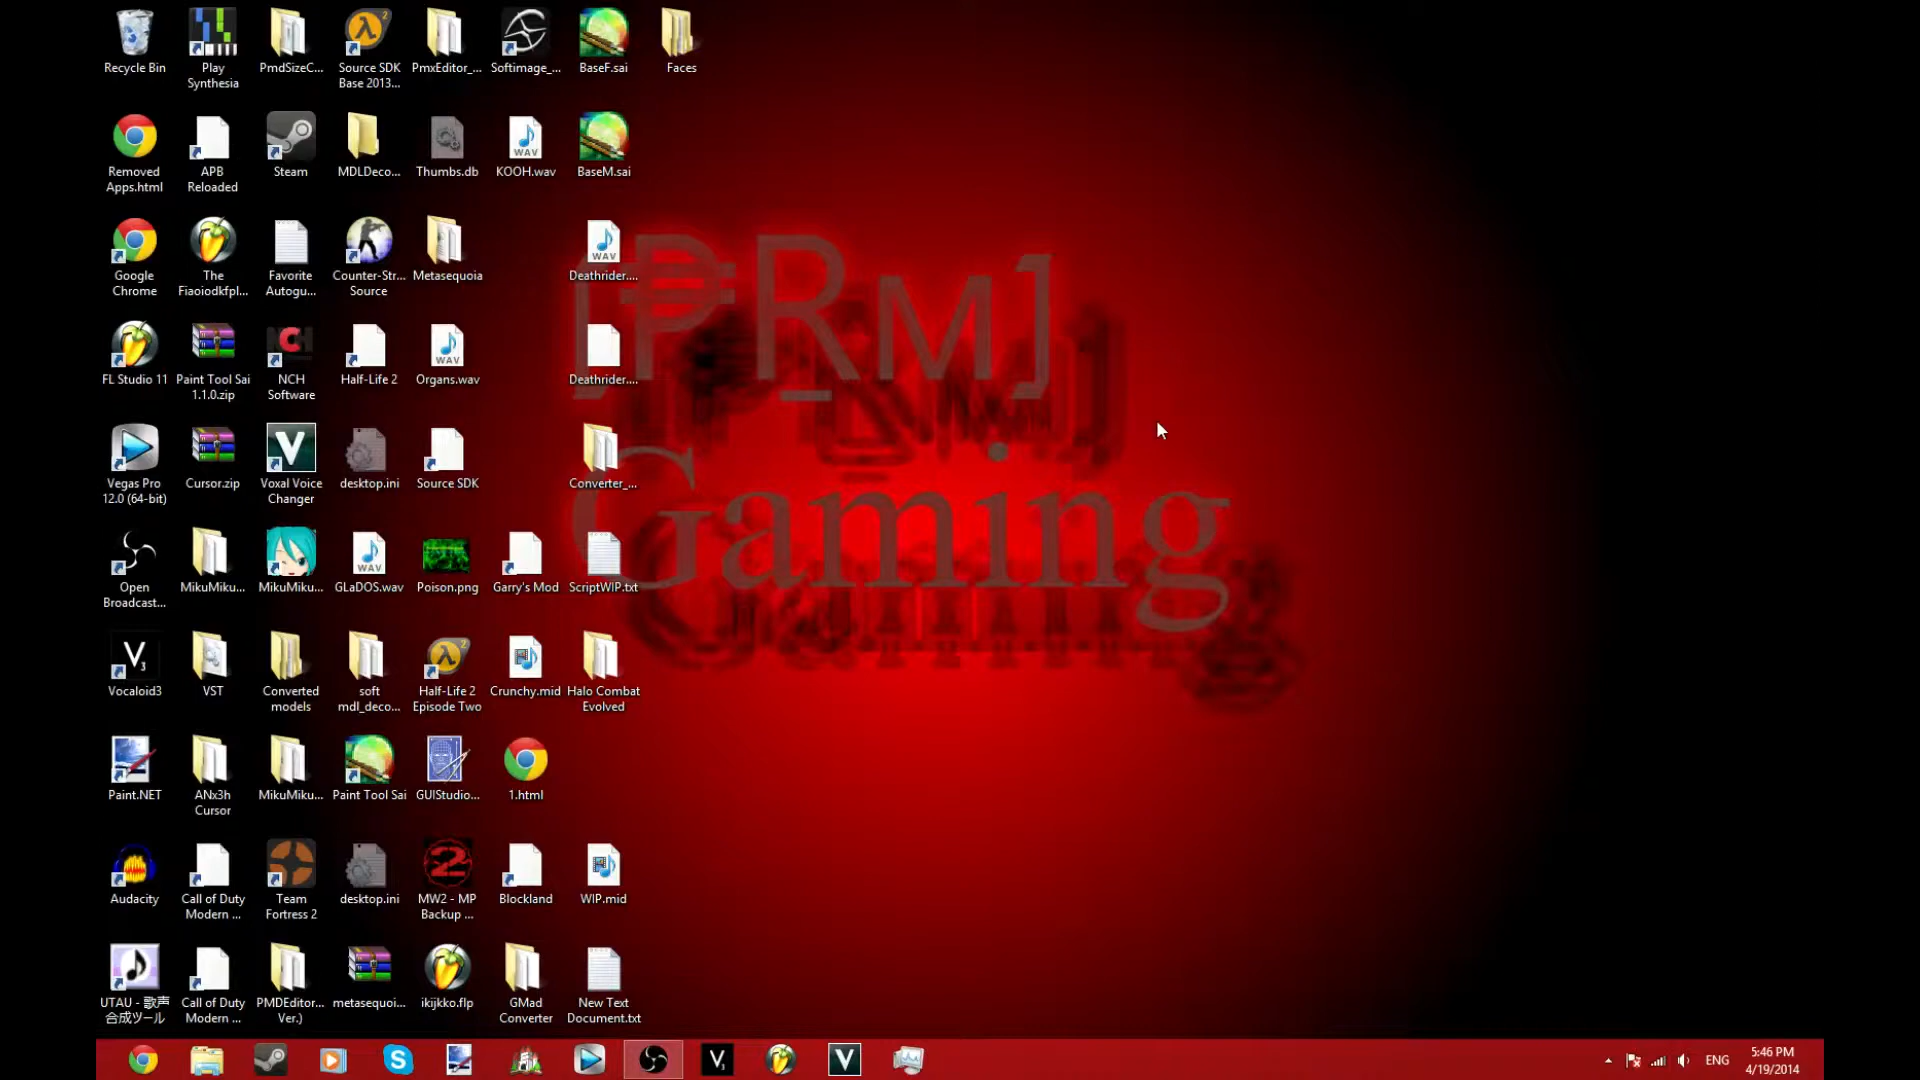 Recycle Bin
Play
Synthesia
PmdSizeC...
Source SDK
Base 2013...
PmxEditor_...
Softimage_...
BaseF.sai
Faces
Removed
Apps.html
APB
Reloaded
Steam
MDLDeco...
Thumbs.db
KOOH.wav
BaseM.sai
Google
Chrome
The
Fiaoiodkfpl...
Favorite
Autogu...
Counter-Str...
Source
Metasequoia
Deathrider....
[₱RM]
FL Studio 11
Paint Tool Sai
1.1.0.zip
NCH
Software
Half-Life 2
Organs.wav
Deathrider....
Vegas Pro
12.0 (64-bit)
Cursor.zip
Voxal Voice
Changer
desktop.ini
Source SDK
Converter_...
Gaming
Open
Broadcast...
MikuMiku...
MikuMiku...
GLaDOS.wav
Poison.png
Garry's Mod
ScriptWIP.txt
Vocaloid3
VST
Converted
models
soft
mdl_deco...
Half-Life 2
Episode Two
Crunchy.mid
Halo Combat
Evolved
Paint.NET
ANx3h
Cursor
MikuMiku...
Paint Tool Sai
GUIStudio...
1.html
Audacity
Call of Duty
Modern ...
Team
Fortress 2
desktop.ini
MW2 - MP
Backup ...
Blockland
WIP.mid
UTAU - 歌声
合成ツール
Call of Duty
Modern ...
PMDEditor...
Ver.)
metasequoi...
ikijkko.flp
GMad
Converter
New Text
Document.txt
ENG
5:46 PM
4/19/2014